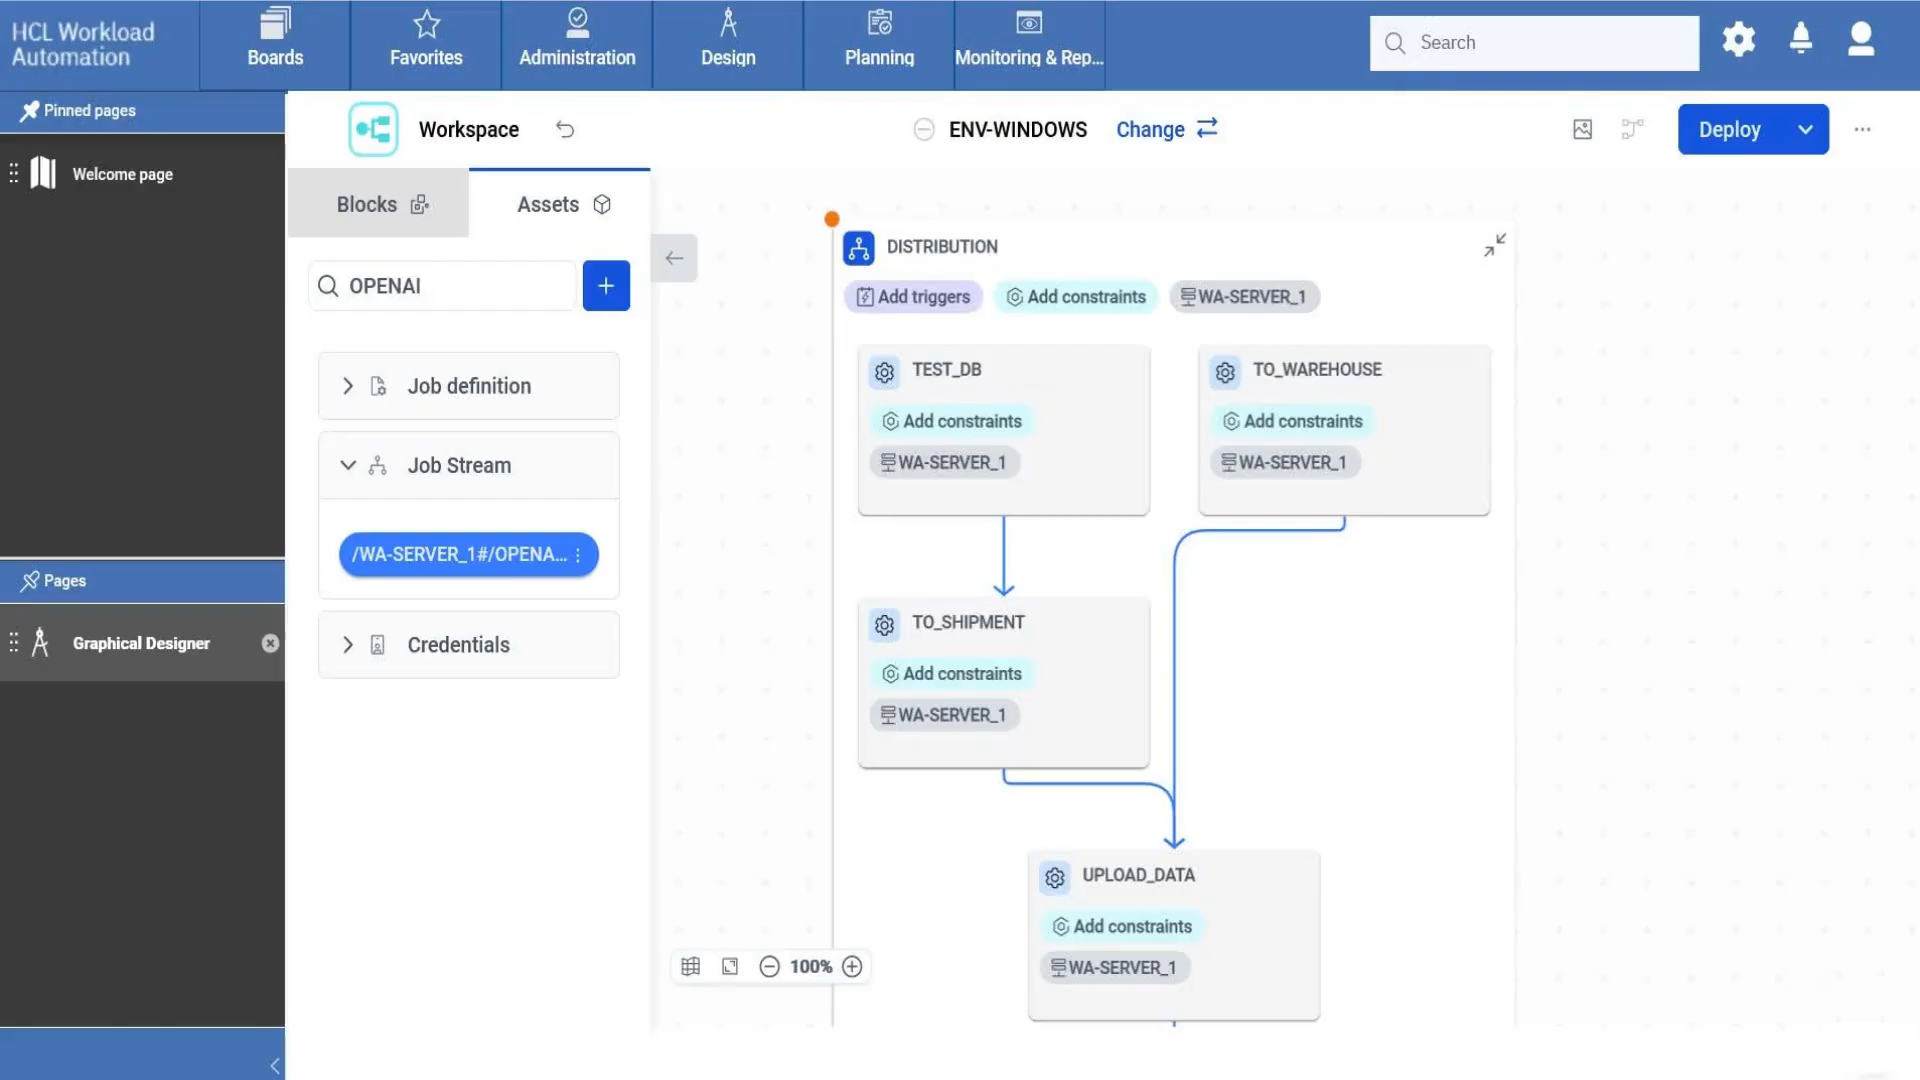 HCL Workload
Automation
Boards
Favorites
Administration
Design
Planning
Monitoring & Rep...
Search
Pinned pages
Welcome page
Pages
Graphical Designer
Workspace
ENV-WINDOWS
Change
Deploy
Blocks
Assets
OPENAI
Job definition
Job Stream
/WA-SERVER_1#/OPENA...
Credentials
DISTRIBUTION
Add triggers
Add constraints
WA-SERVER_1
TEST_DB
Add constraints
WA-SERVER_1
TO_WAREHOUSE
Add constraints
WA-SERVER_1
TO_SHIPMENT
Add constraints
WA-SERVER_1
UPLOAD_DATA
Add constraints
WA-SERVER_1
100%